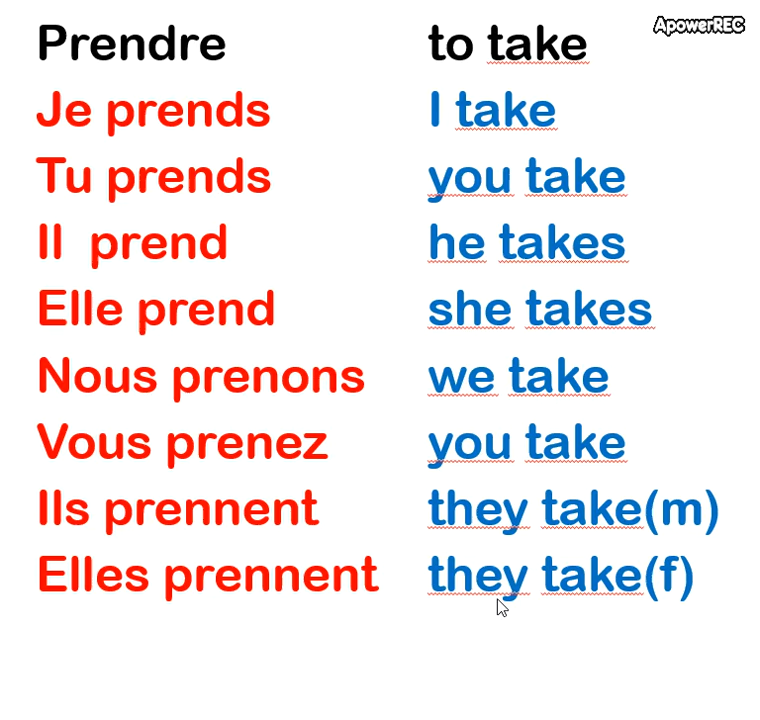 Prendre to take
ApowerREC
Je prends I take
Tu prends you take
Il prend he takes
Elle prend she takes
Nous prenons we take
Vous prenez you take
Ils prennent they take(m)
Elles prennent they take(f)